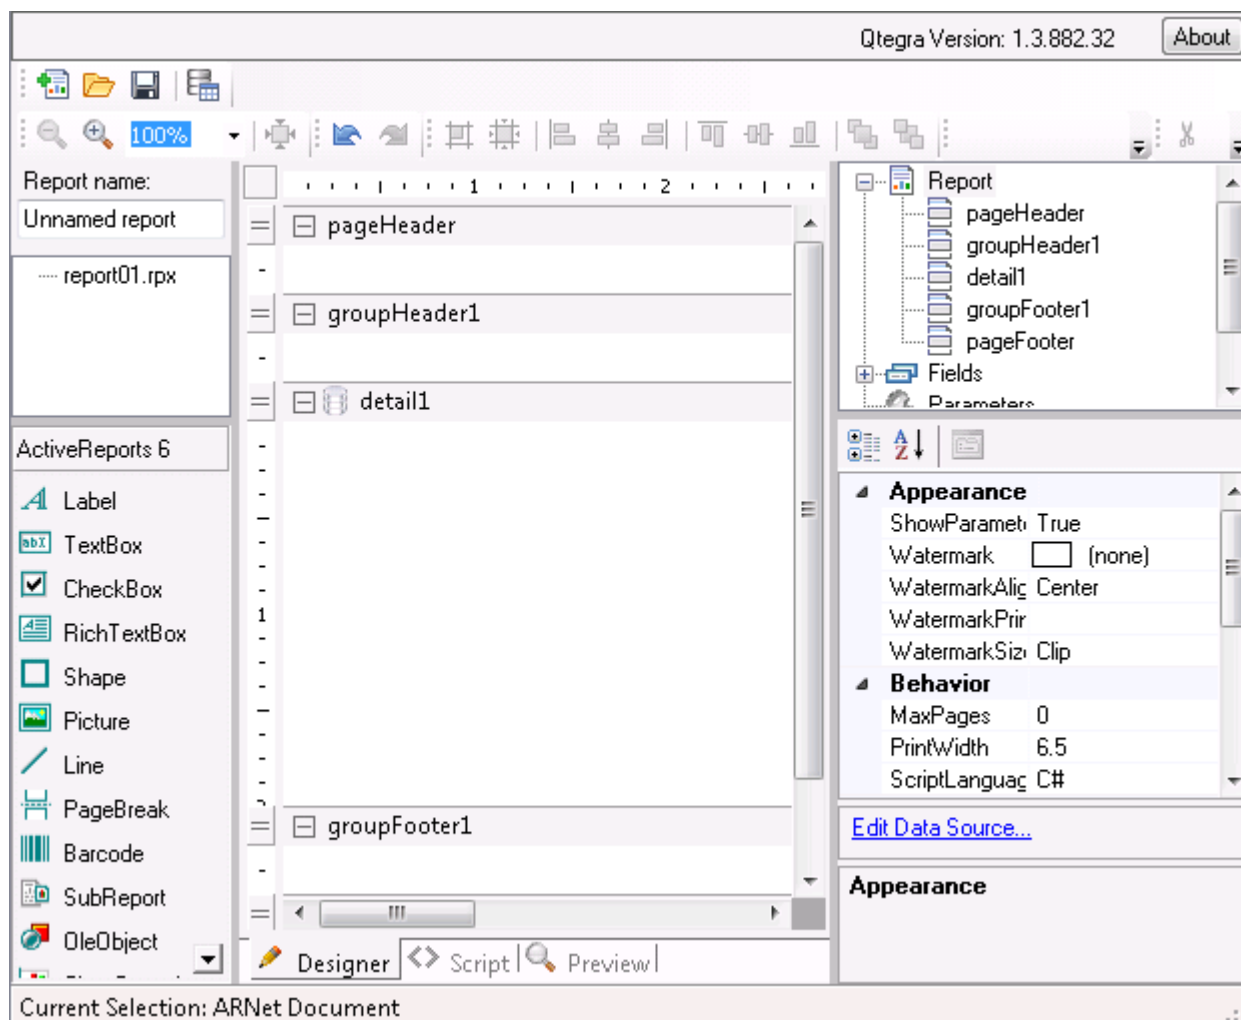 Qtegra Version: 1.3.882.32 About
100%
Report name:
Unnamed report
report01.rpx
ActiveReports 6
Label
TextBox
CheckBox
RichTextBox
Shape
Picture
Line
PageBreak
Barcode
SubReport
OleObject
1 2
pageHeader
groupHeader1
detail1
1
groupFooter1
Designer Script Preview
Report
pageHeader
groupHeader1
detail1
groupFooter1
pageFooter
Fields
Parameters
Appearance
ShowParamet True
Watermark (none)
WatermarkAlig Center
WatermarkPrin
WatermarkSiz Clip
Behavior
MaxPages 0
PrintWidth 6.5
ScriptLanguag C#
Edit Data Source...
Appearance
Current Selection: ARNet Document